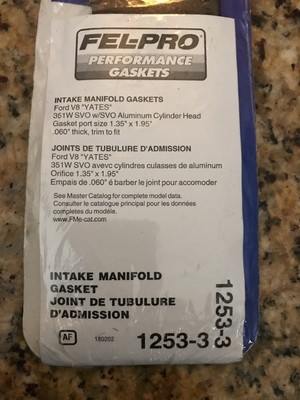 FEL-PRO®
PERFORMANCE
GASKETS
INTAKE MANIFOLD GASKETS
Ford V8 "YATES"
351W SVO w/SVO Aluminum Cylinder Head
Gasket port size 1.35" x 1.95"
.060" thick, trim to fit
JOINTS DE TUBULURE D'ADMISSION
Ford V8 "YATES"
351W SVO avevc cylindres culasses de aluminum
Orifice 1.35" x 1.95"
Empais de .060" é barber le joint pour accomoder
See Master Catalog for complete model data.
Consulter le catalogue principal pour les données
complètes du modèle.
www.FMe-cat.com
INTAKE MANIFOLD
GASKET
JOINT DE TUBULURE
D'ADMISSION
AF
180202
1253-3
1253-3